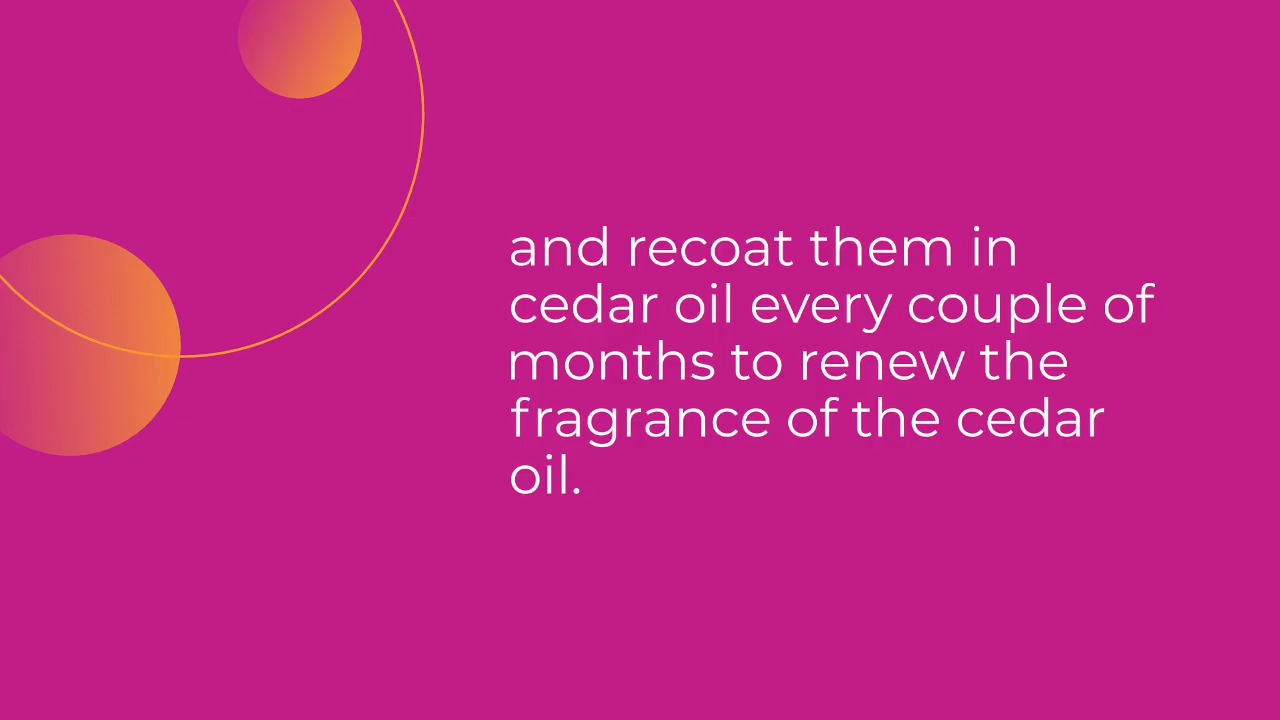 and recoat them in
cedar oil every couple of
months to renew the
fragrance of the cedar
oil.